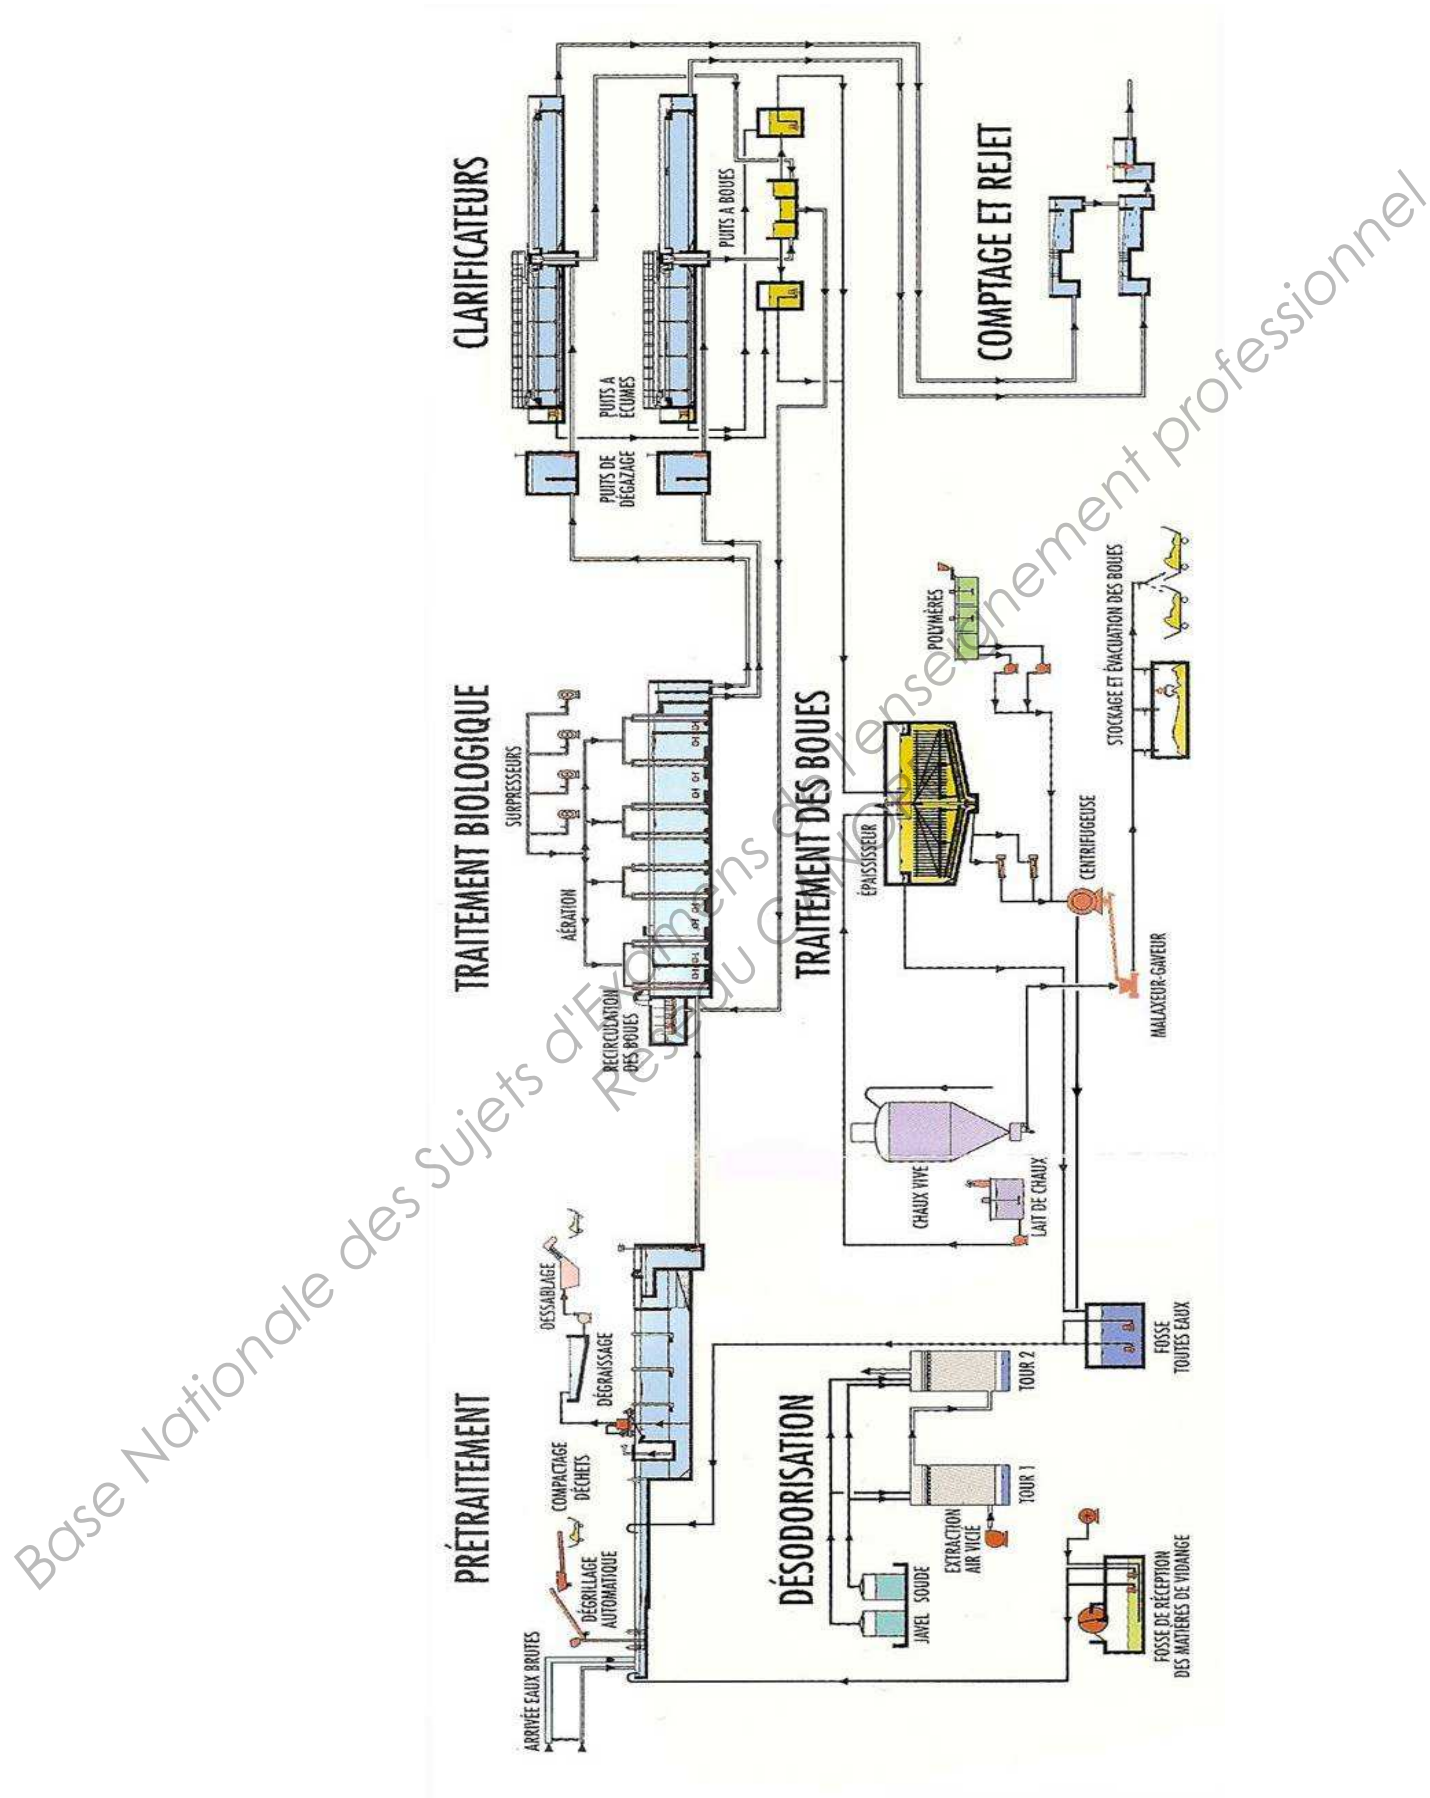 PRÉTRAITEMENT
ARRIVÉE EAUX BRUTES
DÉGRILLAGE
AUTOMATIQUE
COMPACTAGE
DÉCHETS
DÉGRAISSAGE
DESSABLAGE
TRAITEMENT BIOLOGIQUE
SURPRESSEURS
AÉRATION
RECIRCULATION
DES BOUES
CLARIFICATEURS
PUITS DE
DÉGAZAGE
PUITS A
ECUMES
PUITS A BOUES
DÉSODORISATION
JAVEL
SOUDE
EXTRACTION
AIR VICIE
TOUR 1
TOUR 2
FOSSE DE RÉCEPTION
DES MATIÈRES DE VIDANGE
FOSSE
TOUTES EAUX
TRAITEMENT DES BOUES
CHAUX VIVE
LAIT DE CHAUX
ÉPAISSISSEUR
POLYMÈRES
CENTRIFUGEUSE
MALAXEUR-GAVEUR
STOCKAGE ET ÉVACUATION DES BOUES
COMPTAGE ET REJET
Base Nationale des Sujets d'Examens de l'enseignement professionnel
Réseau CANOPE